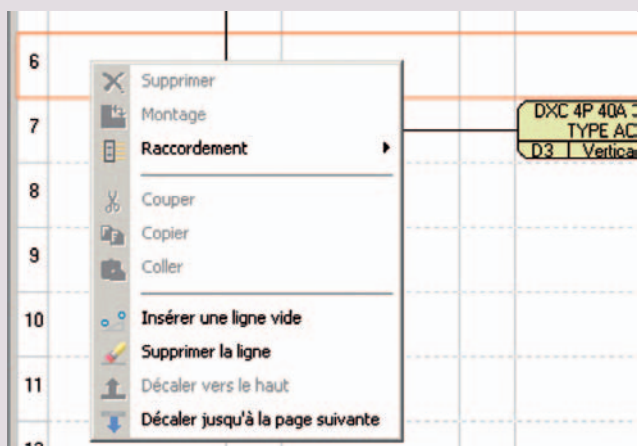 6
Supprimer
Montage
7
DXC 4P 40A
TYPE AC
Raccordement
D3
8
Couper
Copier
9
Coller
10
Insérer une ligne vide
Supprimer la ligne
11
Décaler vers le haut
Décaler jusqu'à la page suivante